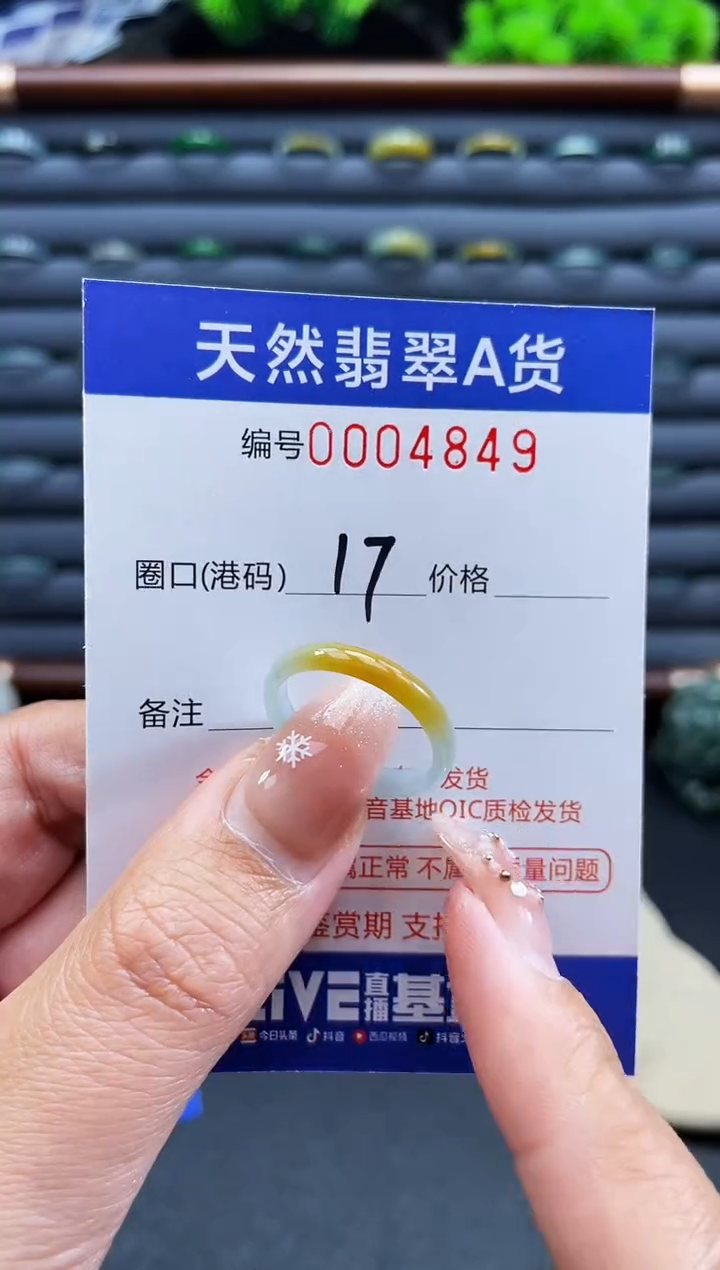 天然翡翠A货
编号0004849
圈口(港码) 17 价格
备注
发货
音基地QIC质检发货
正常 不属 量问题
鉴赏期 支持
LIVE直播基
今日头条 抖音 西瓜视频 抖音